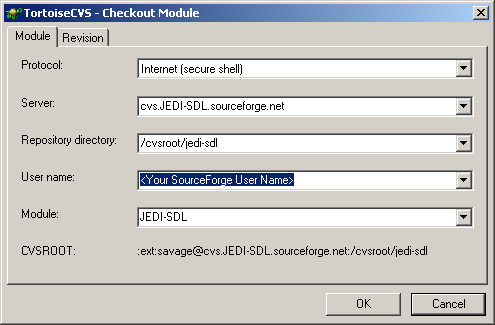 TortoiseCVS - Checkout Module
Module Revision
Protocol: Internet (secure shell)
Server: cvs.JEDI-SDL.sourceforge.net
Repository directory: /cvsroot/jedi-sdl
User name: <Your SourceForge User Name>
Module: JEDI-SDL
CVSROOT: :ext:savage@cvs.JEDI-SDL.sourceforge.net:/cvsroot/jedi-sdl
OK Cancel